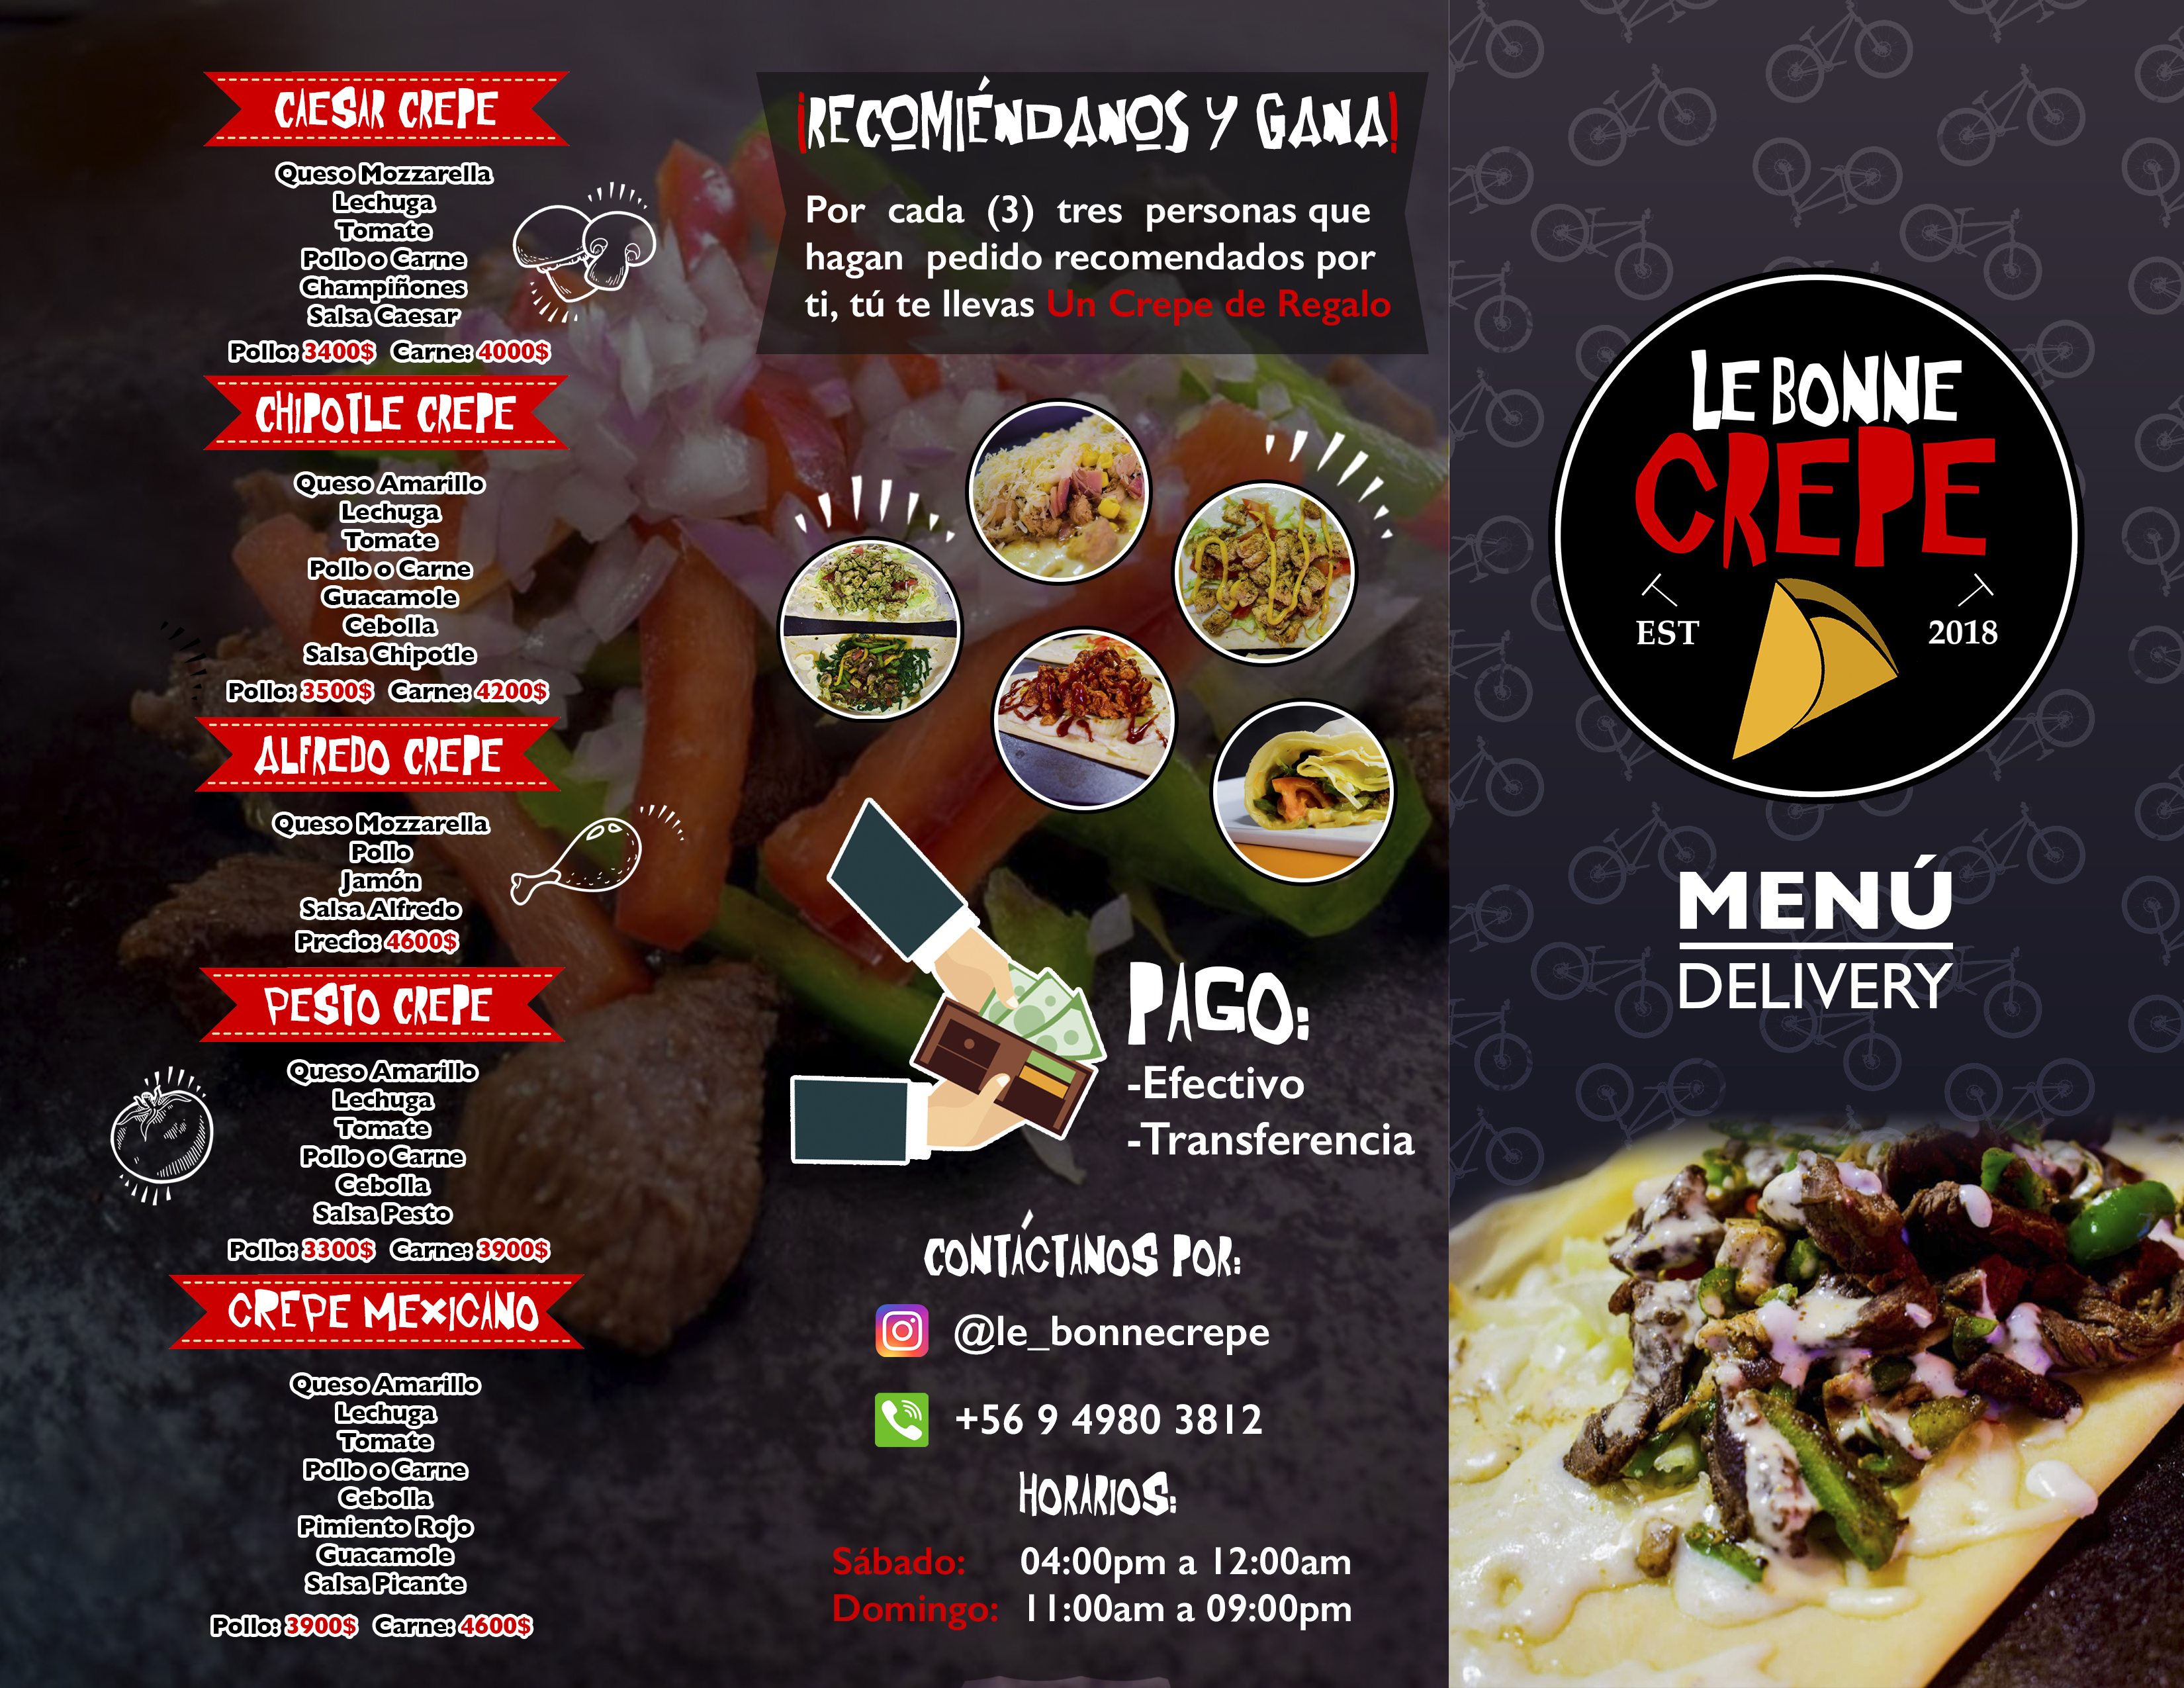 CAESAR CREPE
Queso Mozzarella
Lechuga
Tomate
Pollo o Carne
Champiñones
Salsa Caesar
Pollo: 3400$ Carne: 4000$
CHIPOTLE CREPE
Queso Amarillo
Lechuga
Tomate
Pollo o Carne
Guacamole
Cebolla
Salsa Chipotle
Pollo: 3500$ Carne: 4200$
ALFREDO CREPE
Queso Mozzarella
Pollo
Jamón
Salsa Alfredo
Precio: 4600$
PESTO CREPE
Queso Amarillo
Lechuga
Tomate
Pollo o Carne
Cebolla
Salsa Pesto
Pollo: 3300$ Carne: 3900$
CREPE MEXICANO
Queso Amarillo
Lechuga
Tomate
Pollo o Carne
Cebolla
Pimiento Rojo
Guacamole
Salsa Picante
Pollo: 3900$ Carne: 4600$
¡RECOMIÉNDANOS Y GANA!
Por cada (3) tres personas que
hagan pedido recomendados por
ti, tú te llevas Un Crepe de Regalo
PAGO:
-Efectivo
-Transferencia
CONTÁCTANOS POR:
@le_bonnecrepe
+56 9 4980 3812
HORARIOS:
Sábado: 04:00pm a 12:00am
Domingo: 11:00am a 09:00pm
LE BONNE
CREPE
EST 2018
MENÚ
DELIVERY